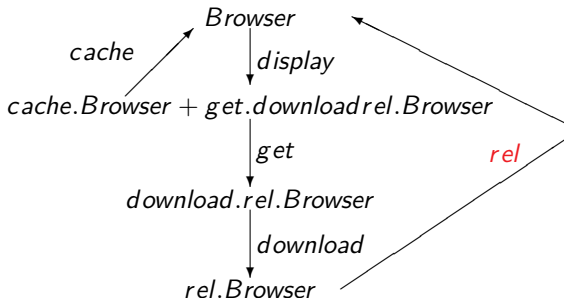 Browser
cache
display
cache.Browser + get.downloadrel.Browser
get
rel
download.rel.Browser
download
rel.Browser